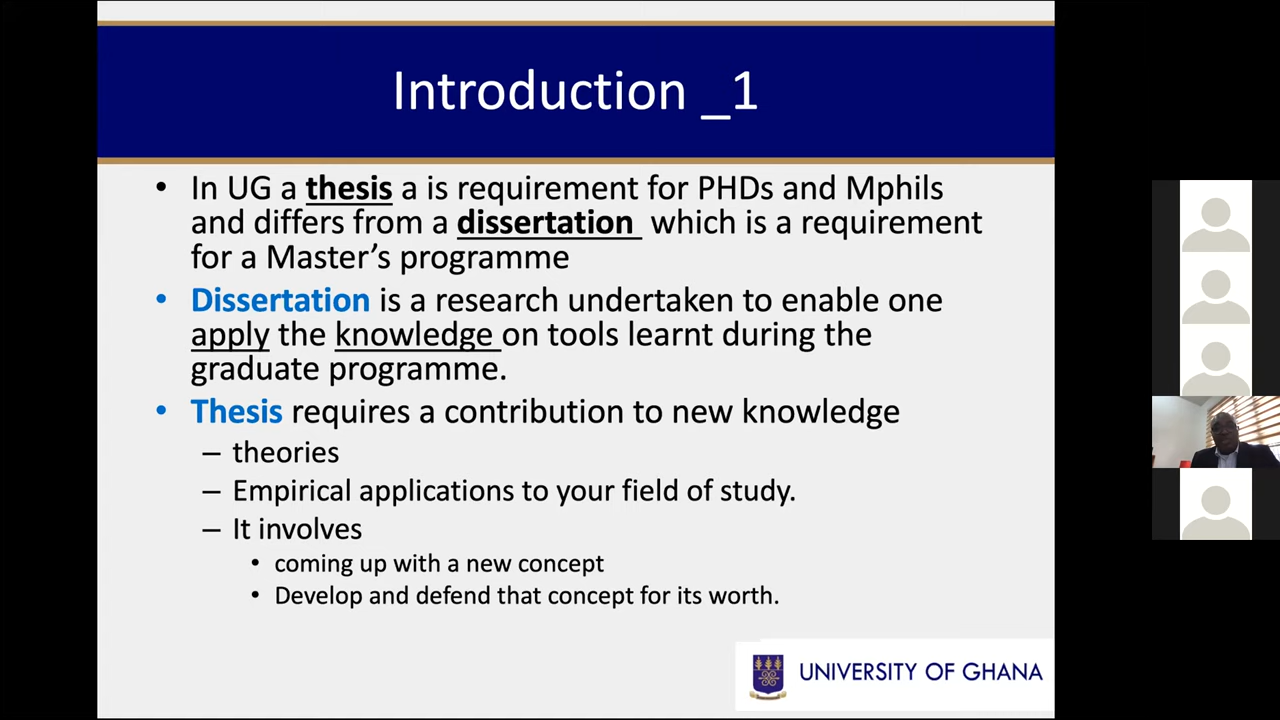 Introduction _1
• In UG a thesis a is requirement for PHDs and Mphils
and differs from a dissertation which is a requirement
for a Master’s programme
• Dissertation is a research undertaken to enable one
apply the knowledge on tools learnt during the
graduate programme.
• Thesis requires a contribution to new knowledge
– theories
– Empirical applications to your field of study.
– It involves
• coming up with a new concept
• Develop and defend that concept for its worth.
UNIVERSITY OF GHANA